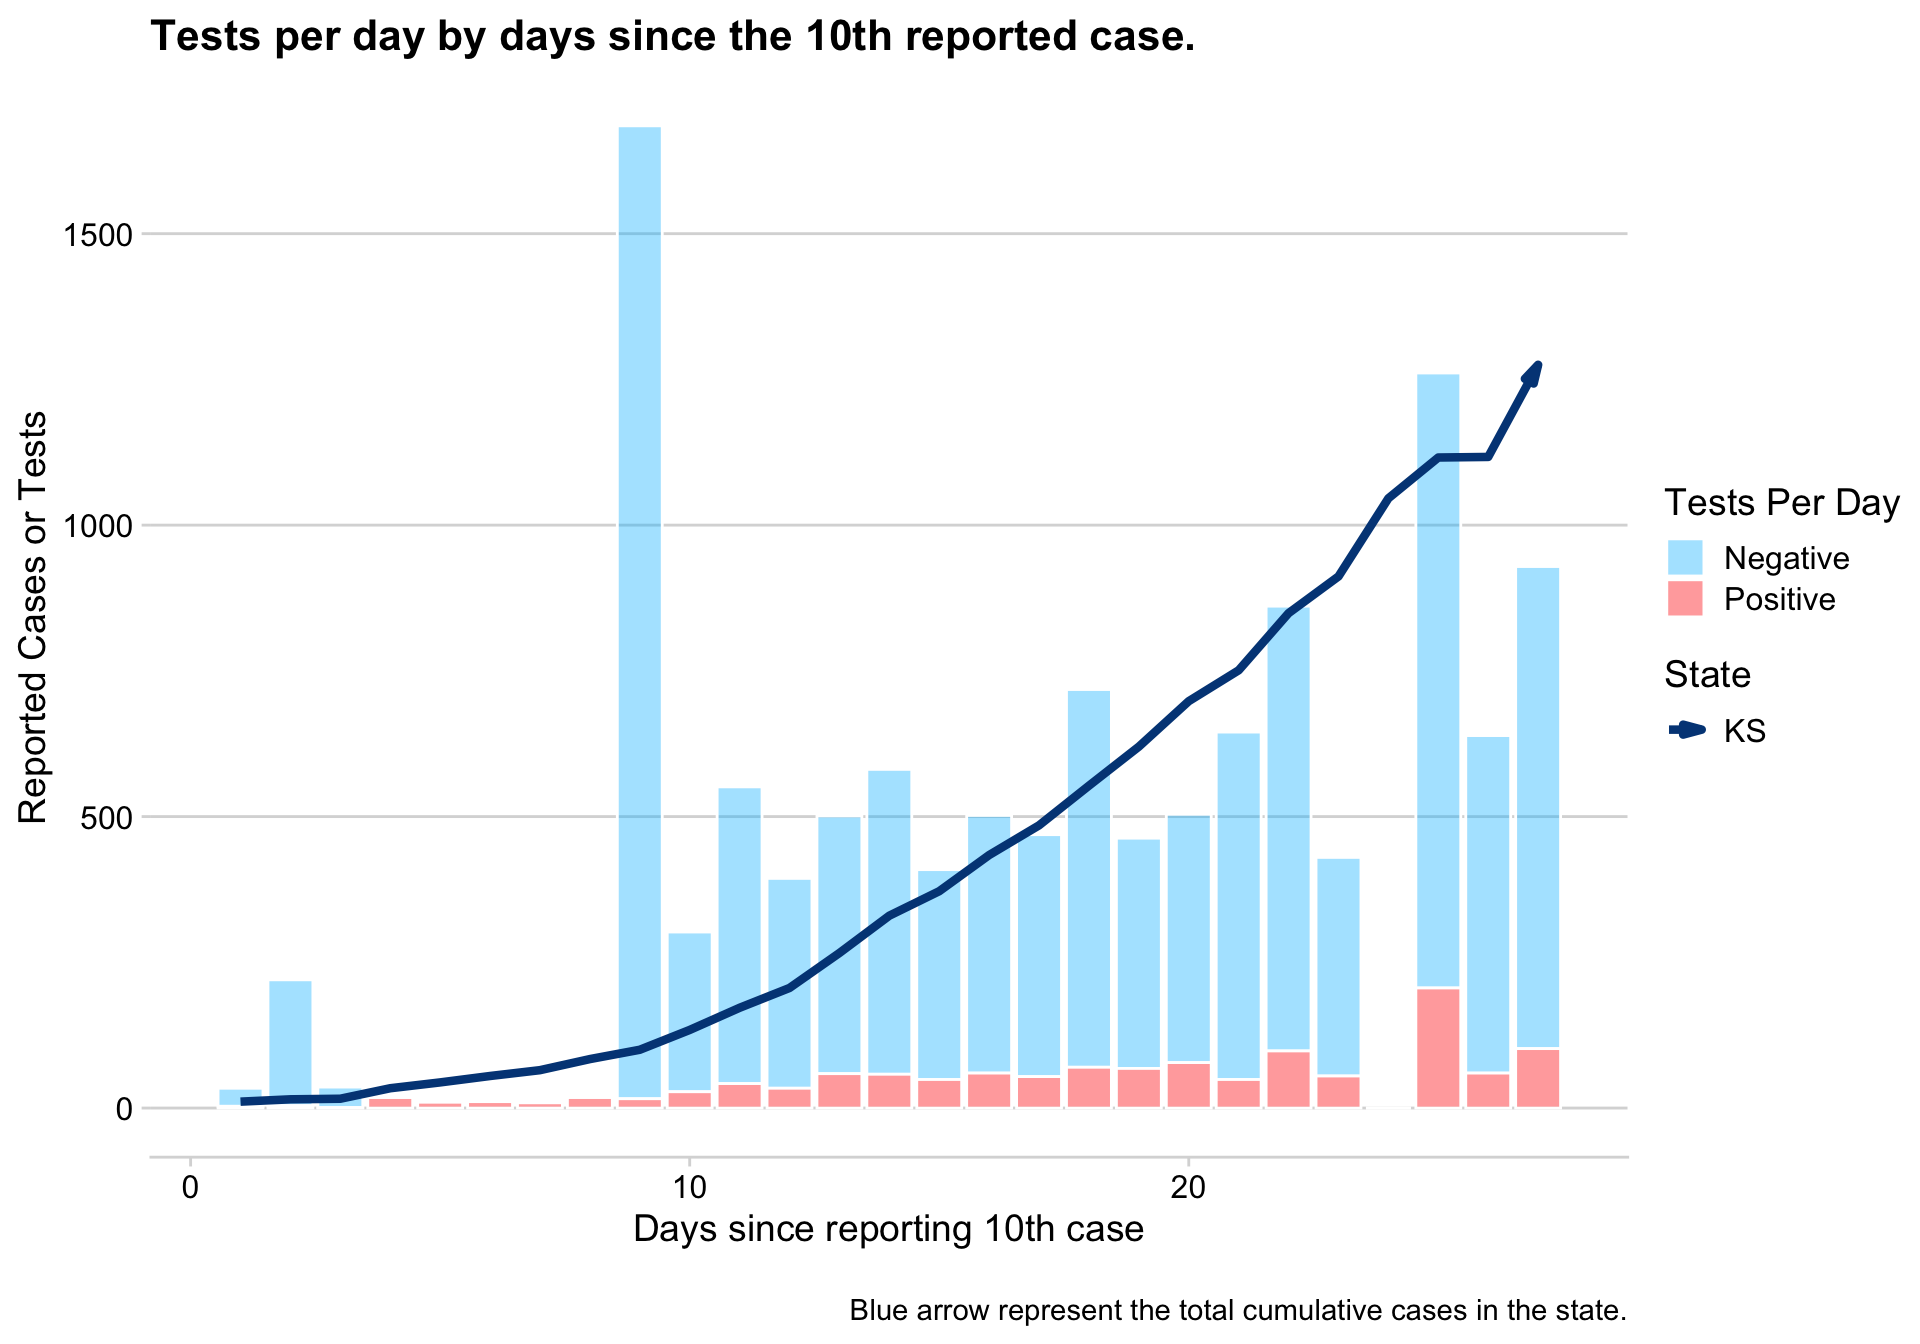 Tests per day by days since the 10th reported case.
1500
1000
500
0
Reported Cases or Tests
0 10 20
Days since reporting 10th case
Tests Per Day
Negative
Positive
State
KS
Blue arrow represent the total cumulative cases in the state.